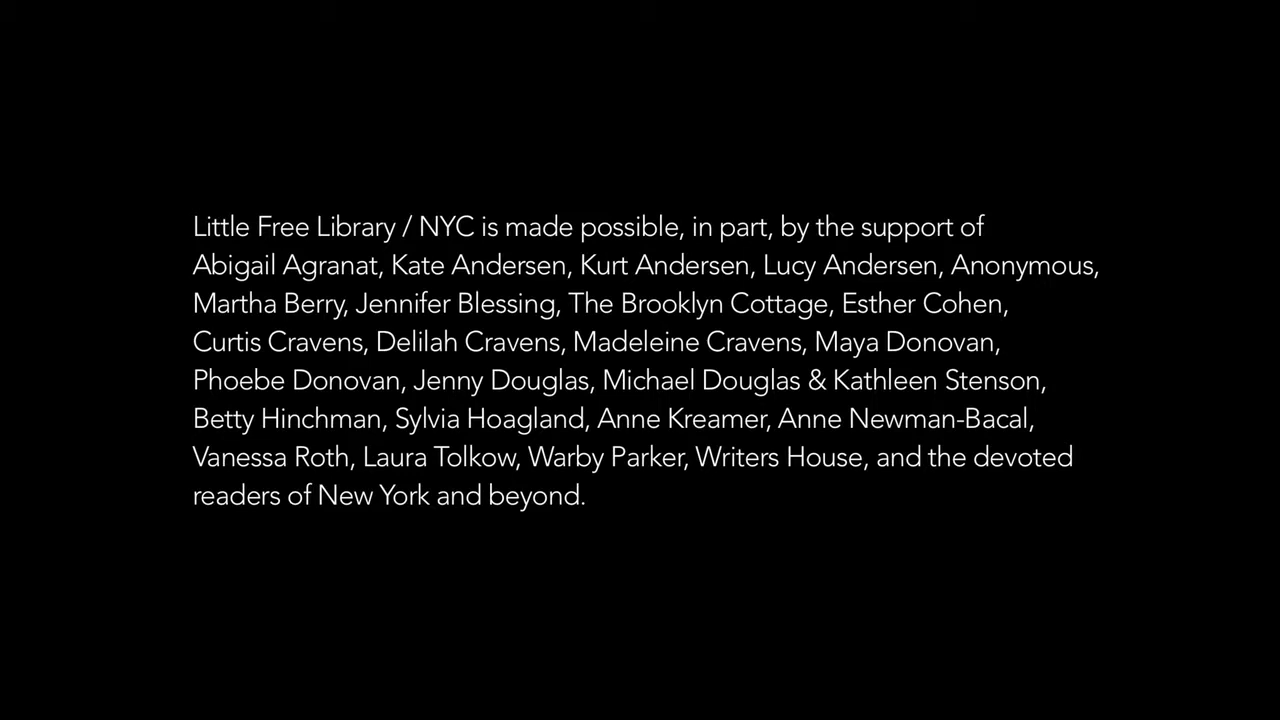 Little Free Library / NYC is made possible, in part, by the support of
Abigail Agranat, Kate Andersen, Kurt Andersen, Lucy Andersen, Anonymous,
Martha Berry, Jennifer Blessing, The Brooklyn Cottage, Esther Cohen,
Curtis Cravens, Delilah Cravens, Madeleine Cravens, Maya Donovan,
Phoebe Donovan, Jenny Douglas, Michael Douglas & Kathleen Stenson,
Betty Hinchman, Sylvia Hoagland, Anne Kreamer, Anne Newman-Bacal,
Vanessa Roth, Laura Tolkow, Warby Parker, Writers House, and the devoted
readers of New York and beyond.